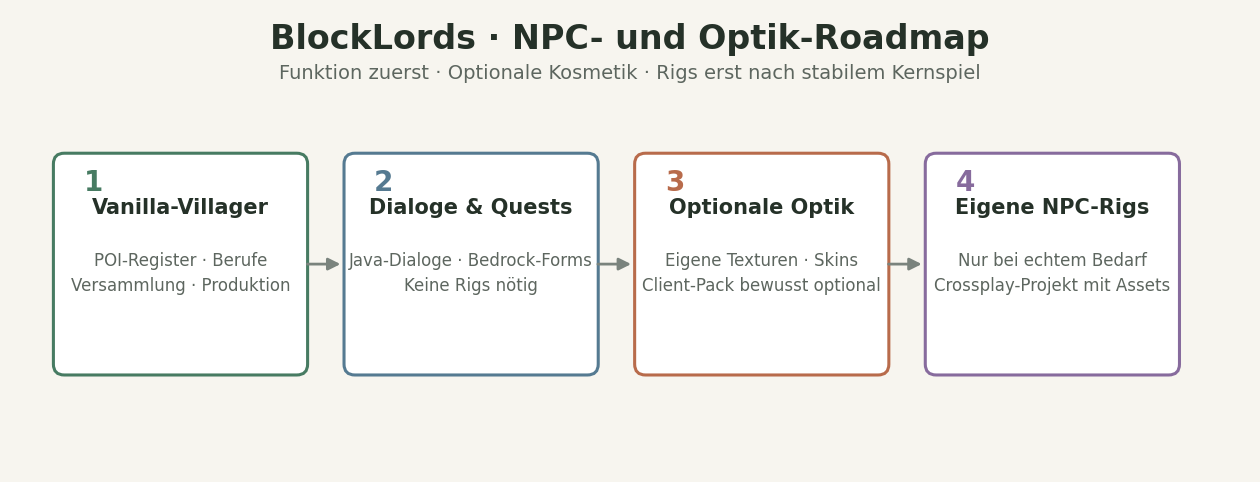 BlockLords · NPC- und Optik-Roadmap
Funktion zuerst · Optionale Kosmetik · Rigs erst nach stabilem Kernspiel
1
Vanilla-Villager
POI-Register · Berufe
Versammlung · Produktion
2
Dialoge & Quests
Java-Dialoge · Bedrock-Forms
Keine Rigs nötig
3
Optionale Optik
Eigene Texturen · Skins
Client-Pack bewusst optional
4
Eigene NPC-Rigs
Nur bei echtem Bedarf
Crossplay-Projekt mit Assets